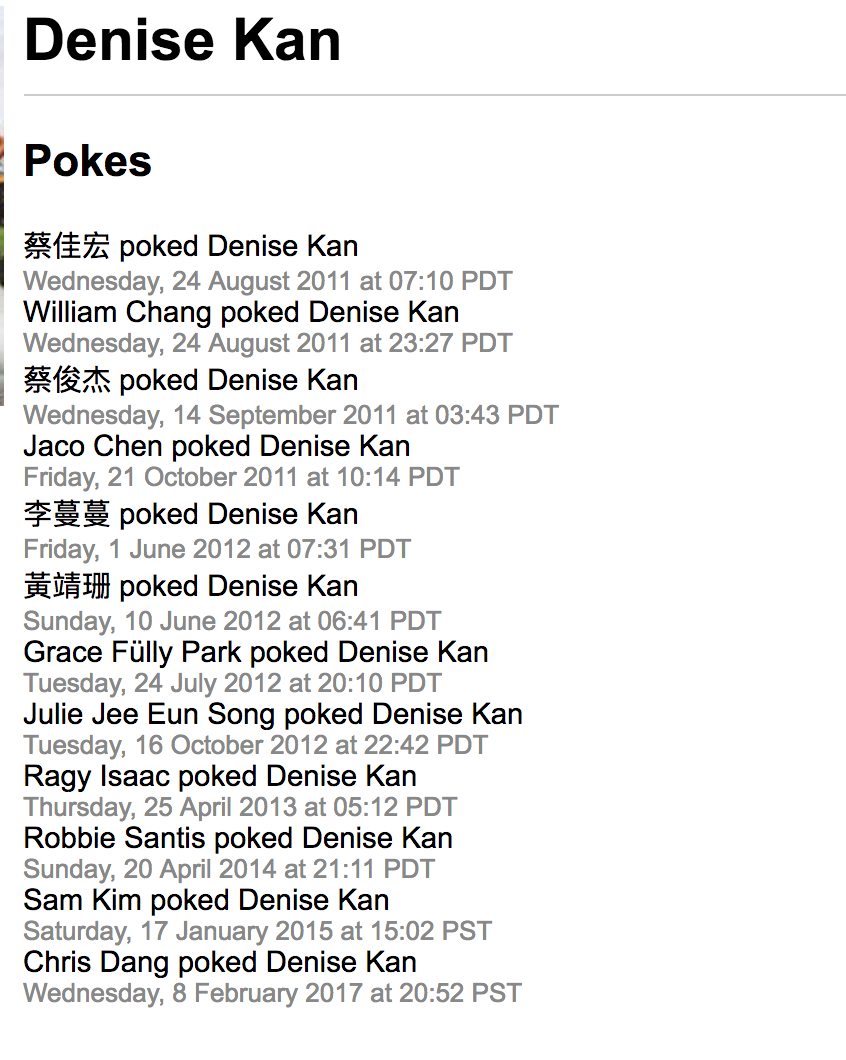 Denise Kan
Pokes
蔡佳宏 poked Denise Kan
Wednesday, 24 August 2011 at 07:10 PDT
William Chang poked Denise Kan
Wednesday, 24 August 2011 at 23:27 PDT
蔡俊杰 poked Denise Kan
Wednesday, 14 September 2011 at 03:43 PDT
Jaco Chen poked Denise Kan
Friday, 21 October 2011 at 10:14 PDT
李蔓蔓 poked Denise Kan
Friday, 1 June 2012 at 07:31 PDT
黃靖珊 poked Denise Kan
Sunday, 10 June 2012 at 06:41 PDT
Grace Fülly Park poked Denise Kan
Tuesday, 24 July 2012 at 20:10 PDT
Julie Jee Eun Song poked Denise Kan
Tuesday, 16 October 2012 at 22:42 PDT
Ragy Isaac poked Denise Kan
Thursday, 25 April 2013 at 05:12 PDT
Robbie Santis poked Denise Kan
Sunday, 20 April 2014 at 21:11 PDT
Sam Kim poked Denise Kan
Saturday, 17 January 2015 at 15:02 PST
Chris Dang poked Denise Kan
Wednesday, 8 February 2017 at 20:52 PST